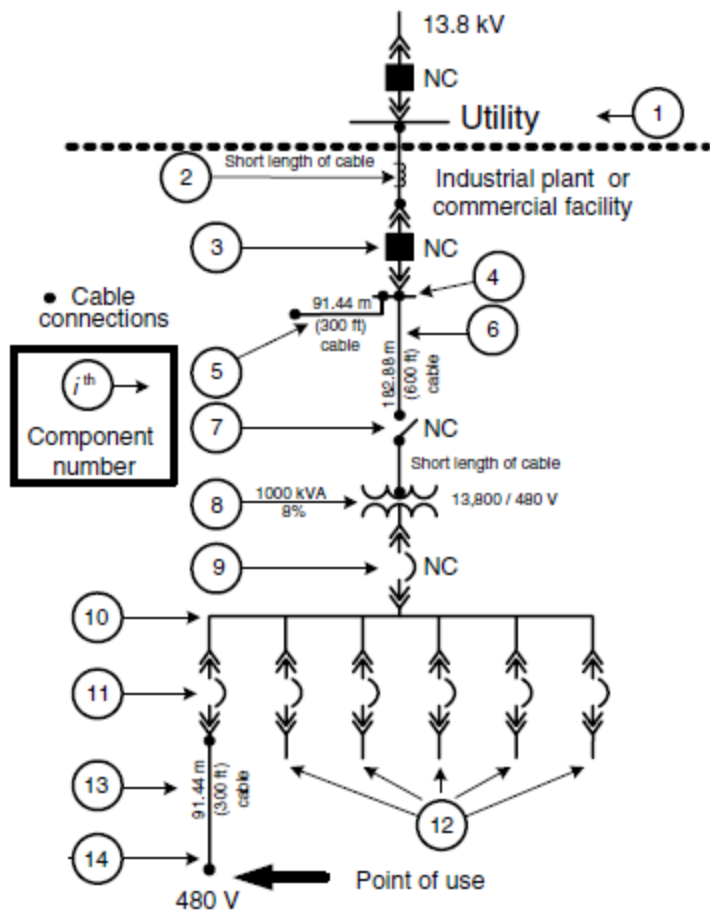 13.8 kV
NC
Utility
1
Short length of cable
2
Industrial plant or
commercial facility
3
NC
4
Cable
connections
91.44 m
(300 ft)
cable
6
5
182.88 m
(600 ft)
cable
i th
Component
number
7
NC
Short length of cable
8
1000 kVA
8%
13,800 / 480 V
9
NC
10
11
13
91.44 m
(300 ft)
cable
12
14
480 V
Point of use